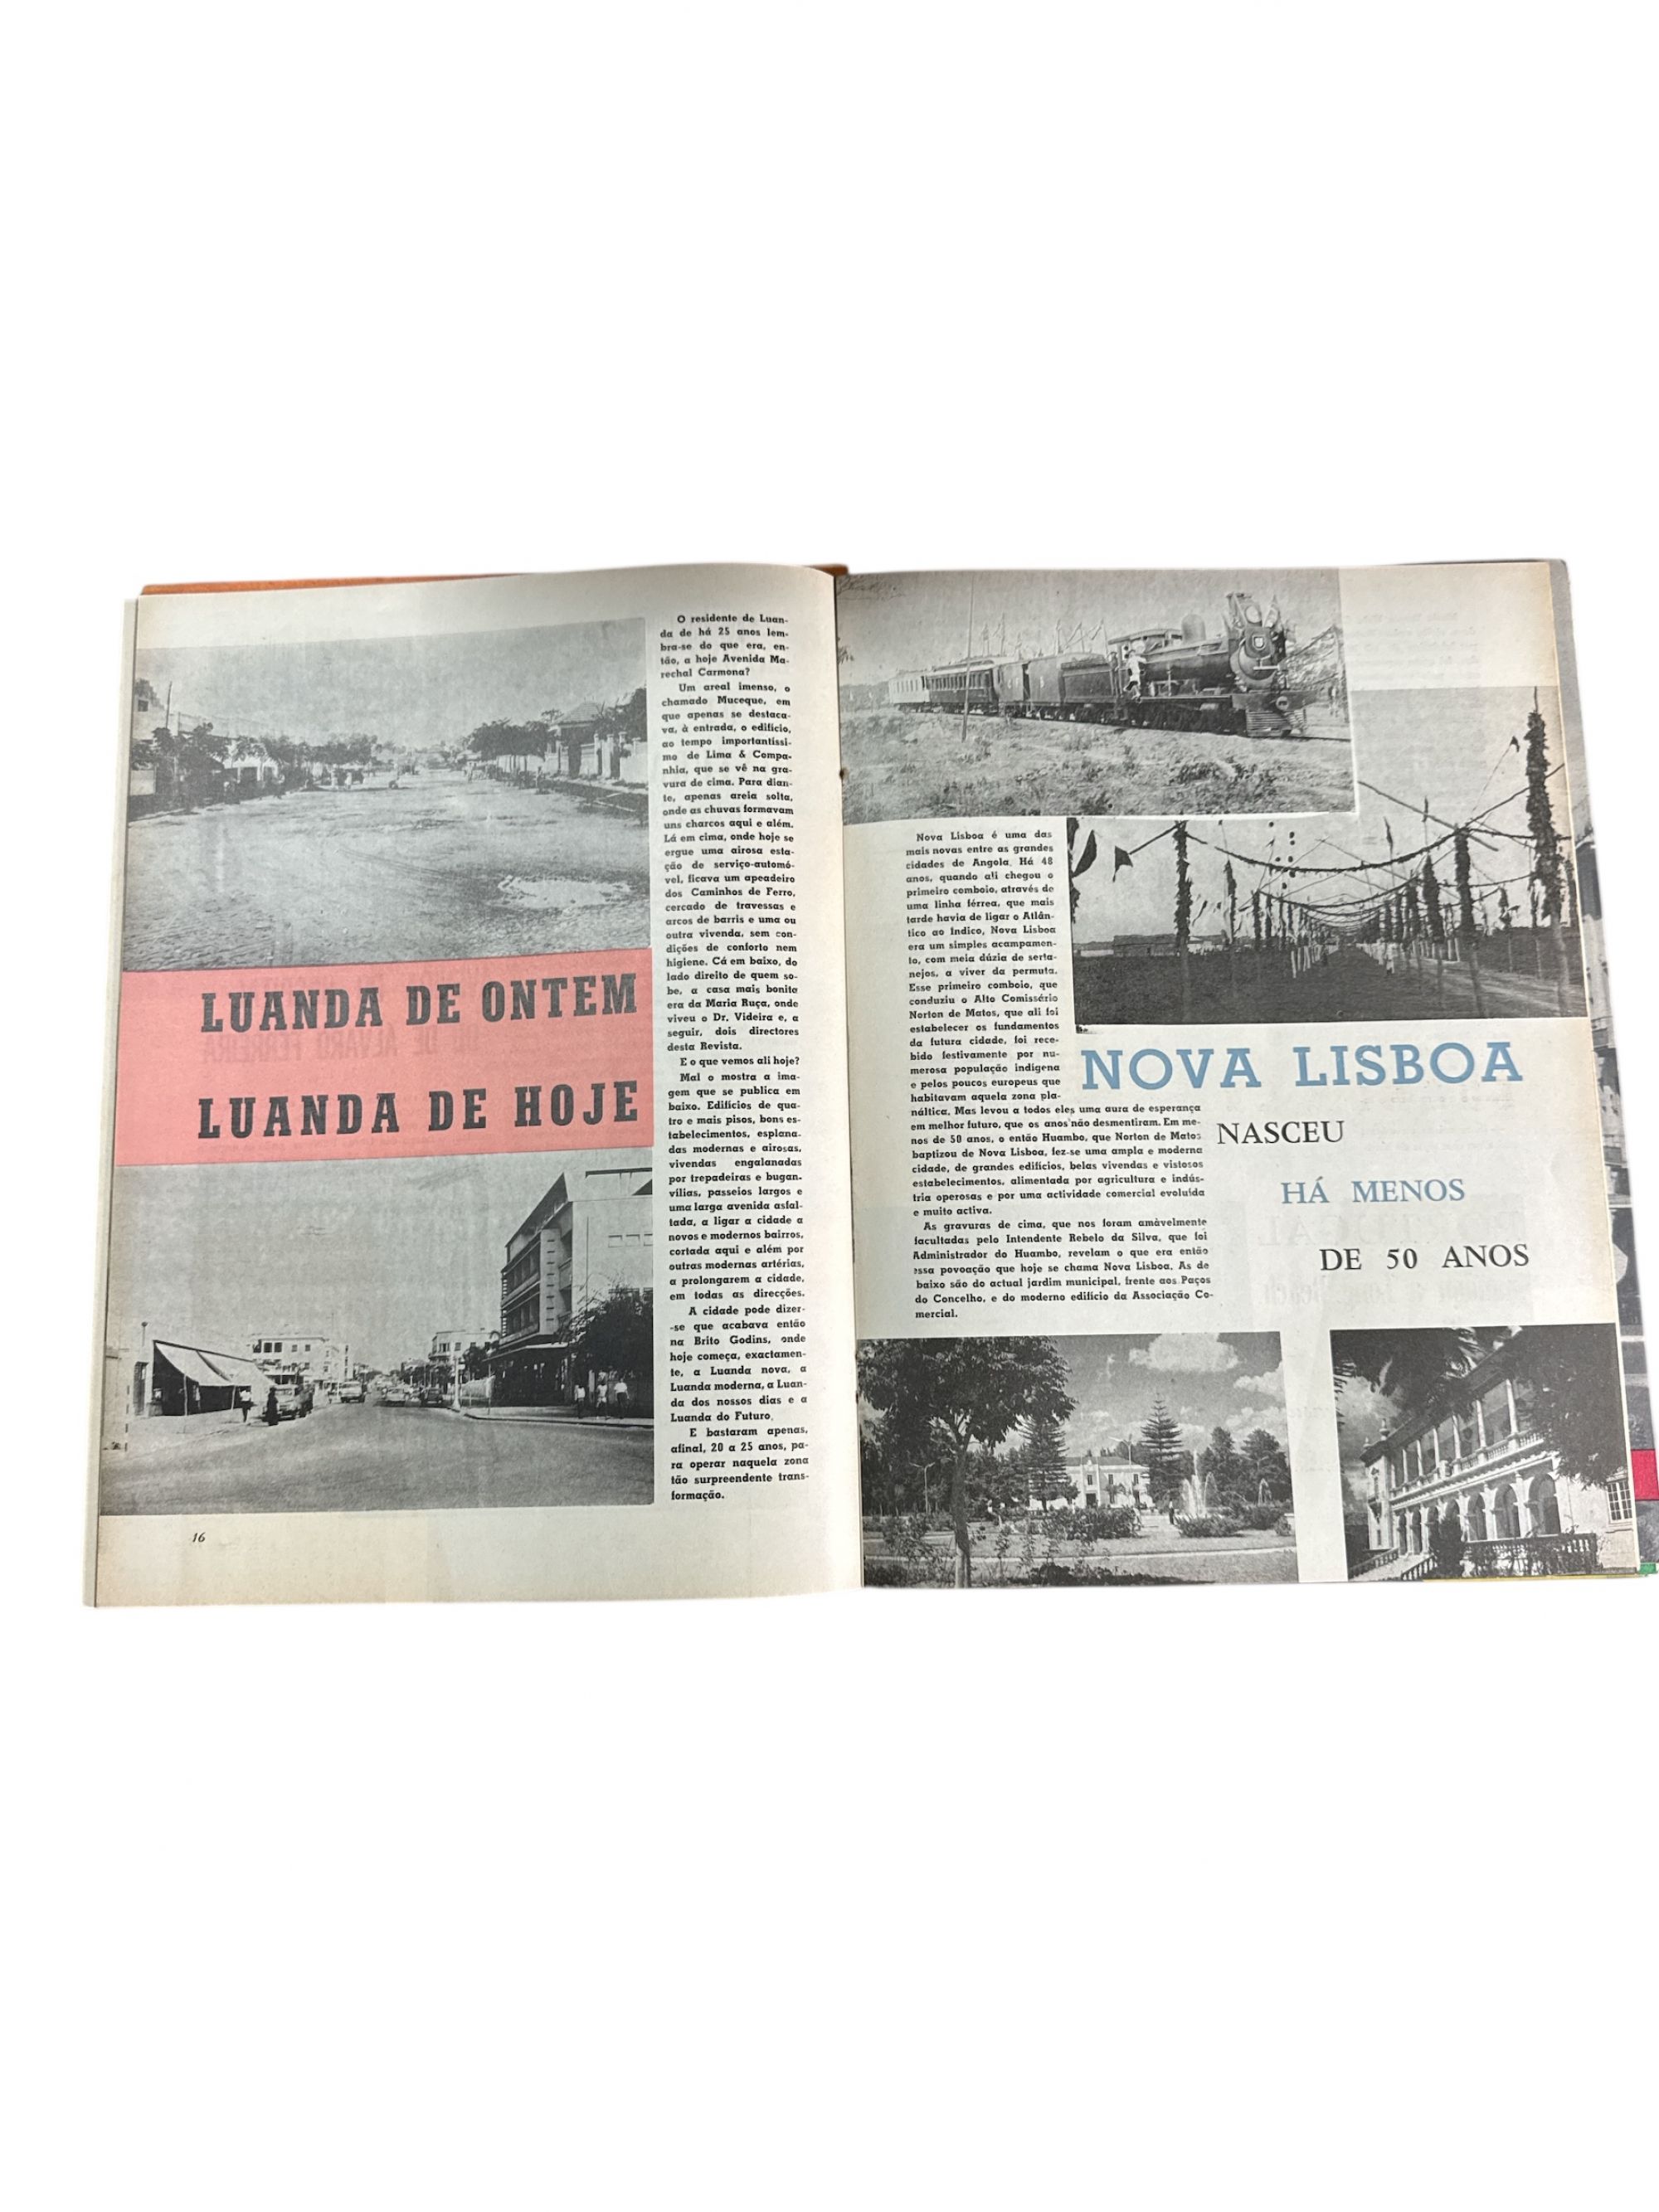 O residente de Luan-
da de há 25 anos lem-
bra-se do que era, en-
tão, a hoje Avenida Ma-
rechal Carmona?
Um areal imenso, o
chamado Muceque, em
que apenas se destaca-
va, à entrada, o edifício,
ao tempo importantíssi-
mo de Lima & Compa-
nhia, que se vê na gra-
vura de cima. Para dian-
te, apenas areia solta,
onde as chuvas formavam
uns charcos aqui e além.
Lá em cima, onde hoje se
ergue uma airosa esta-
ção de serviço-automó-
vel, ficava um apeadeiro
dos Caminhos de Ferro,
cercado de travessas e
arcos de barris e uma ou
outra vivenda, sem con-
dições de conforto nem
higiene. Cá em baixo, do
lado direito de quem so-
be, a casa mais bonita
era da Maria Ruça, onde
viveu o Dr. Videira e, a
seguir, dois directores
desta Revista.
E o que vemos ali hoje?
Mal o mostra a ima-
gem que se publica em
baixo. Edifícios de qua-
tro e mais pisos, bons es-
tabelecimentos, esplana-
das modernas e airosas,
vivendas engalanadas
por trepadeiras e bugan-
vílias, passeios largos e
uma larga avenida asfal-
tada, a ligar a cidade a
novos e modernos bairros,
cortada aqui e além por
outras modernas artérias,
a prolongarem a cidade,
em todas as direcções.
A cidade pode dizer-
-se que acabava então
na Brito Godins, onde
hoje começa, exactamen-
te, a Luanda nova, a
Luanda moderna, a Luan-
da dos nossos dias e a
Luanda do Futuro.
E bastaram apenas,
afinal, 20 a 25 anos, pa-
ra operar naquela zona
tão surpreendente trans-
formação.
LUANDA DE ONTEM
LUANDA DE HOJE
16
Nova Lisboa é uma das
mais novas entre as grandes
cidades de Angola. Há 48
anos, quando ali chegou o
primeiro comboio, através de
uma linha férrea, que mais
tarde havia de ligar o Atlân-
tico ao Índico, Nova Lisboa
era um simples acampamen-
to, com meia dúzia de serta-
nejos, a viver da permuta.
Esse primeiro comboio, que
conduziu o Alto Comissério
Norton de Matos, que ali foi
estabelecer os fundamentos
da futura cidade, foi rece-
bido festivamente por nu-
merosa população indígena
e pelos poucos europeus que
habitavam aquela zona pla-
náltica. Mas levou a todos eles uma aura de esperança
em melhor futuro, que os anos não desmentiram. Em me-
nos de 50 anos, o então Huambo, que Norton de Matos
baptizou de Nova Lisboa, fez-se uma ampla e moderna
cidade, de grandes edifícios, belas vivendas e vistosos
estabelecimentos, alimentada por agricultura e indús-
tria operosas e por uma actividade comercial evoluída
e muito activa.
As gravuras de cima, que nos foram amàvelmente
facultadas pelo Intendente Rebelo da Silva, que foi
Administrador do Huambo, revelam o que era então
essa povoação que hoje se chama Nova Lisboa. As de
baixo são do actual jardim municipal, frente aos Paços
do Concelho, e do moderno edifício da Associação Co-
mercial.
NOVA LISBOA
NASCEU
HÁ MENOS
DE 50 ANOS